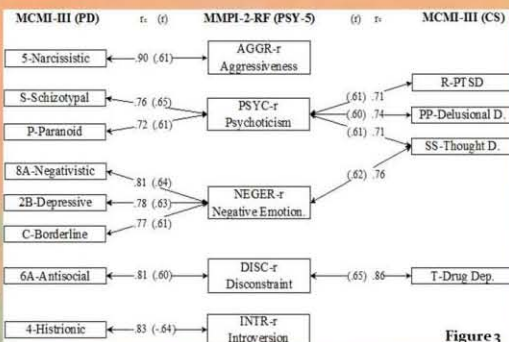 MCMI-III (PD) r s (r) MMPI-2-RF (PSY-5) (r) r s MCMI-III (CS)
5-Narcissistic .90 (.61) AGGR-r
Aggressiveness
R-PTSD
S-Schizotypal .76 (.65) PSYC-r
Psychoticism
(.61) .71
(.60) .74 PP-Delusional D.
P-Paranoid .72 (.61) (.61) .71
SS-Thought D.
8A-Negativistic .81 (.64) (.62) .76
2B-Depressive .78 (.63) NEGER-r
Negative Emotion.
C-Borderline .77 (.61)
6A-Antisocial .81 (.60) DISC-r
Disconstraint
(.65) .86 T-Drug Dep.
4-Histrionic .83 (-.64) INTR-r
Introversion
Figure 3